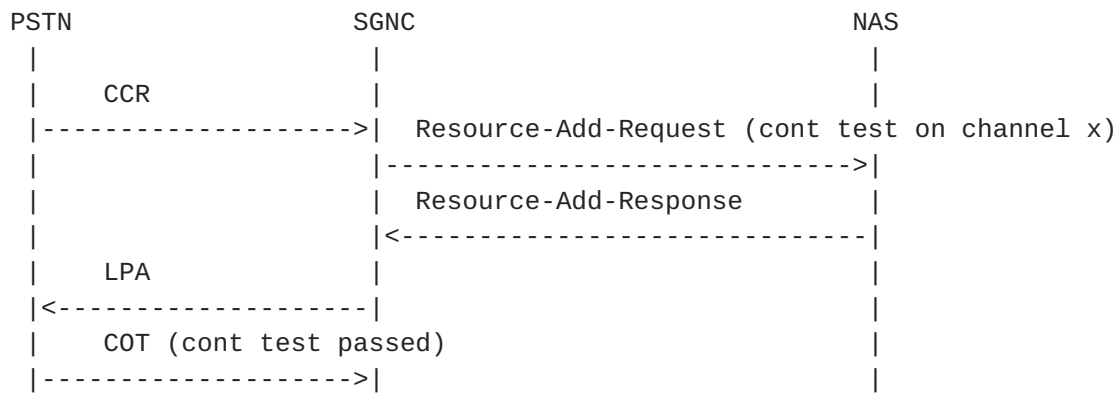 PSTN SGNC NAS
CCR
Resource-Add-Request (cont test on channel x)
Resource-Add-Response
LPA
COT (cont test passed)